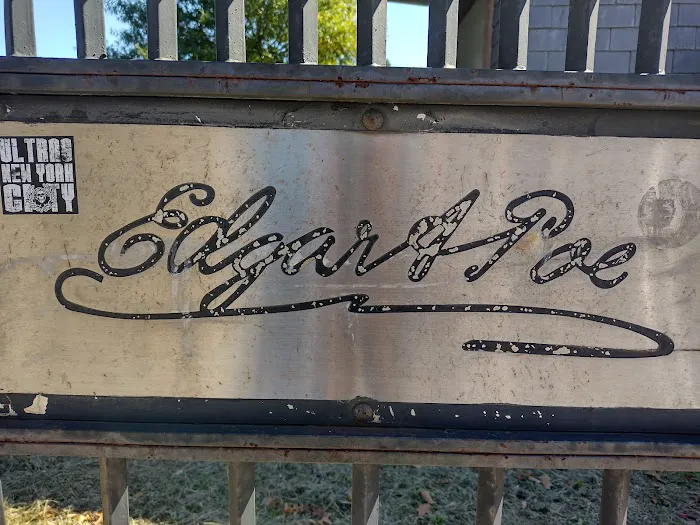 ULTRAS
NEW YORK
CITY
Edgar A Poe